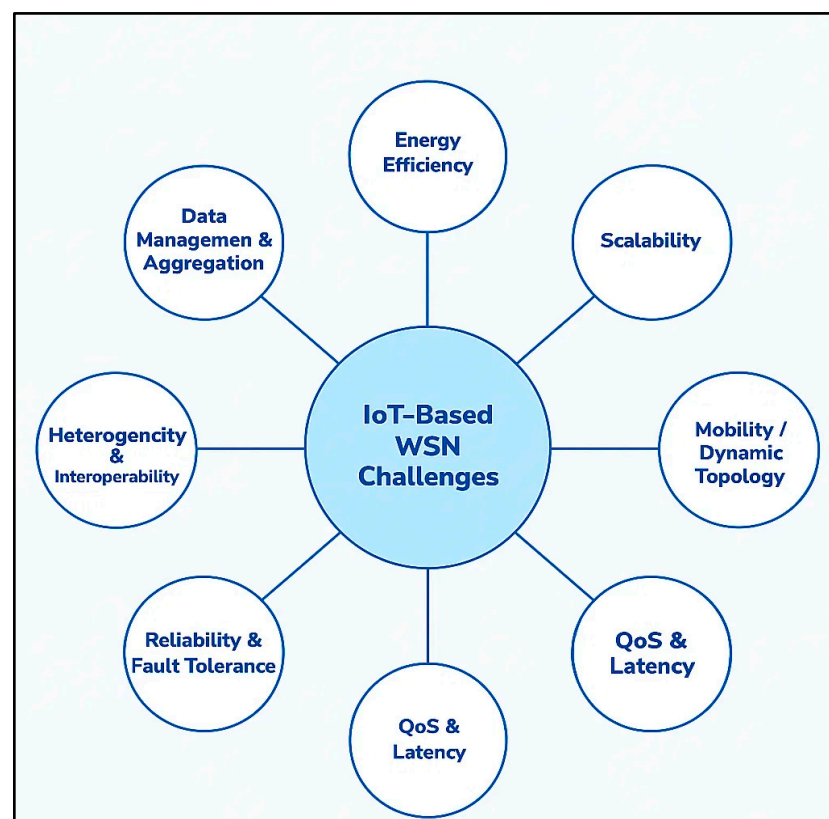 Energy
Efficiency
Data
Managemen &
Aggregation
Scalability
IoT-Based
WSN
Challenges
Heterogencity
&
Interoperability
Mobility /
Dynamic
Topology
Reliability &
Fault Tolerance
QoS &
Latency
QoS &
Latency